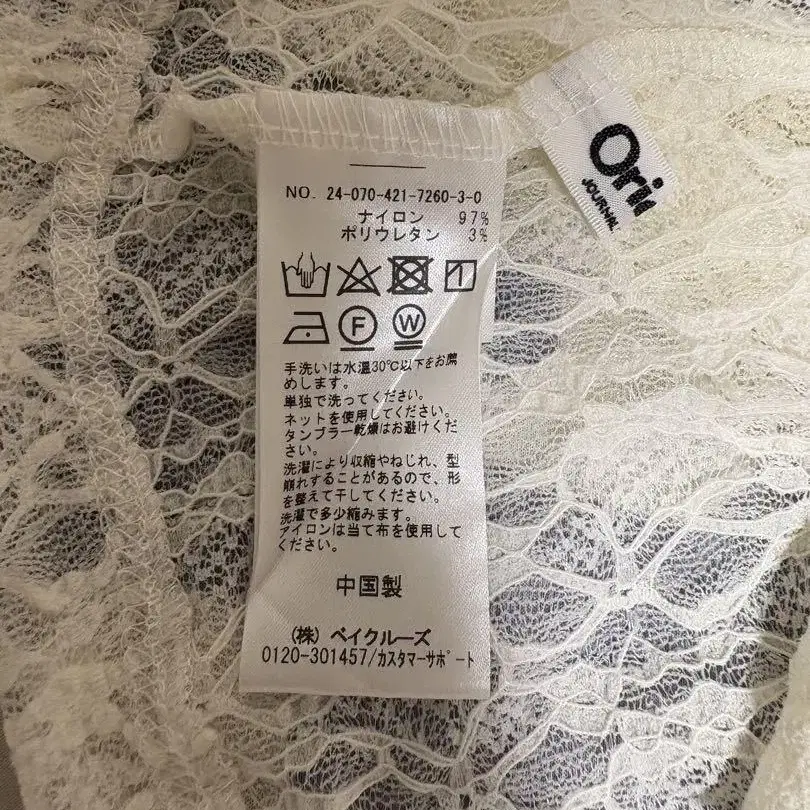 NO. 24-070-421-7260-3-0
ナイロン 97%
ポリウレタン 3%
F W
手洗いは水温30℃以下をお薦
めします。
単独で洗ってください。
ネットを使用してください。
タンブラー乾燥はお避けくだ
さい。
洗濯により収縮やねじれ、型
崩れすることがあるので、形
を整えて干してください。
洗濯で多少縮みます。
アイロンは当て布を使用して
ください。
中国製
(株) ベイクルーズ
0120-301457/カスタマーサポート
Ori
JOURNAL